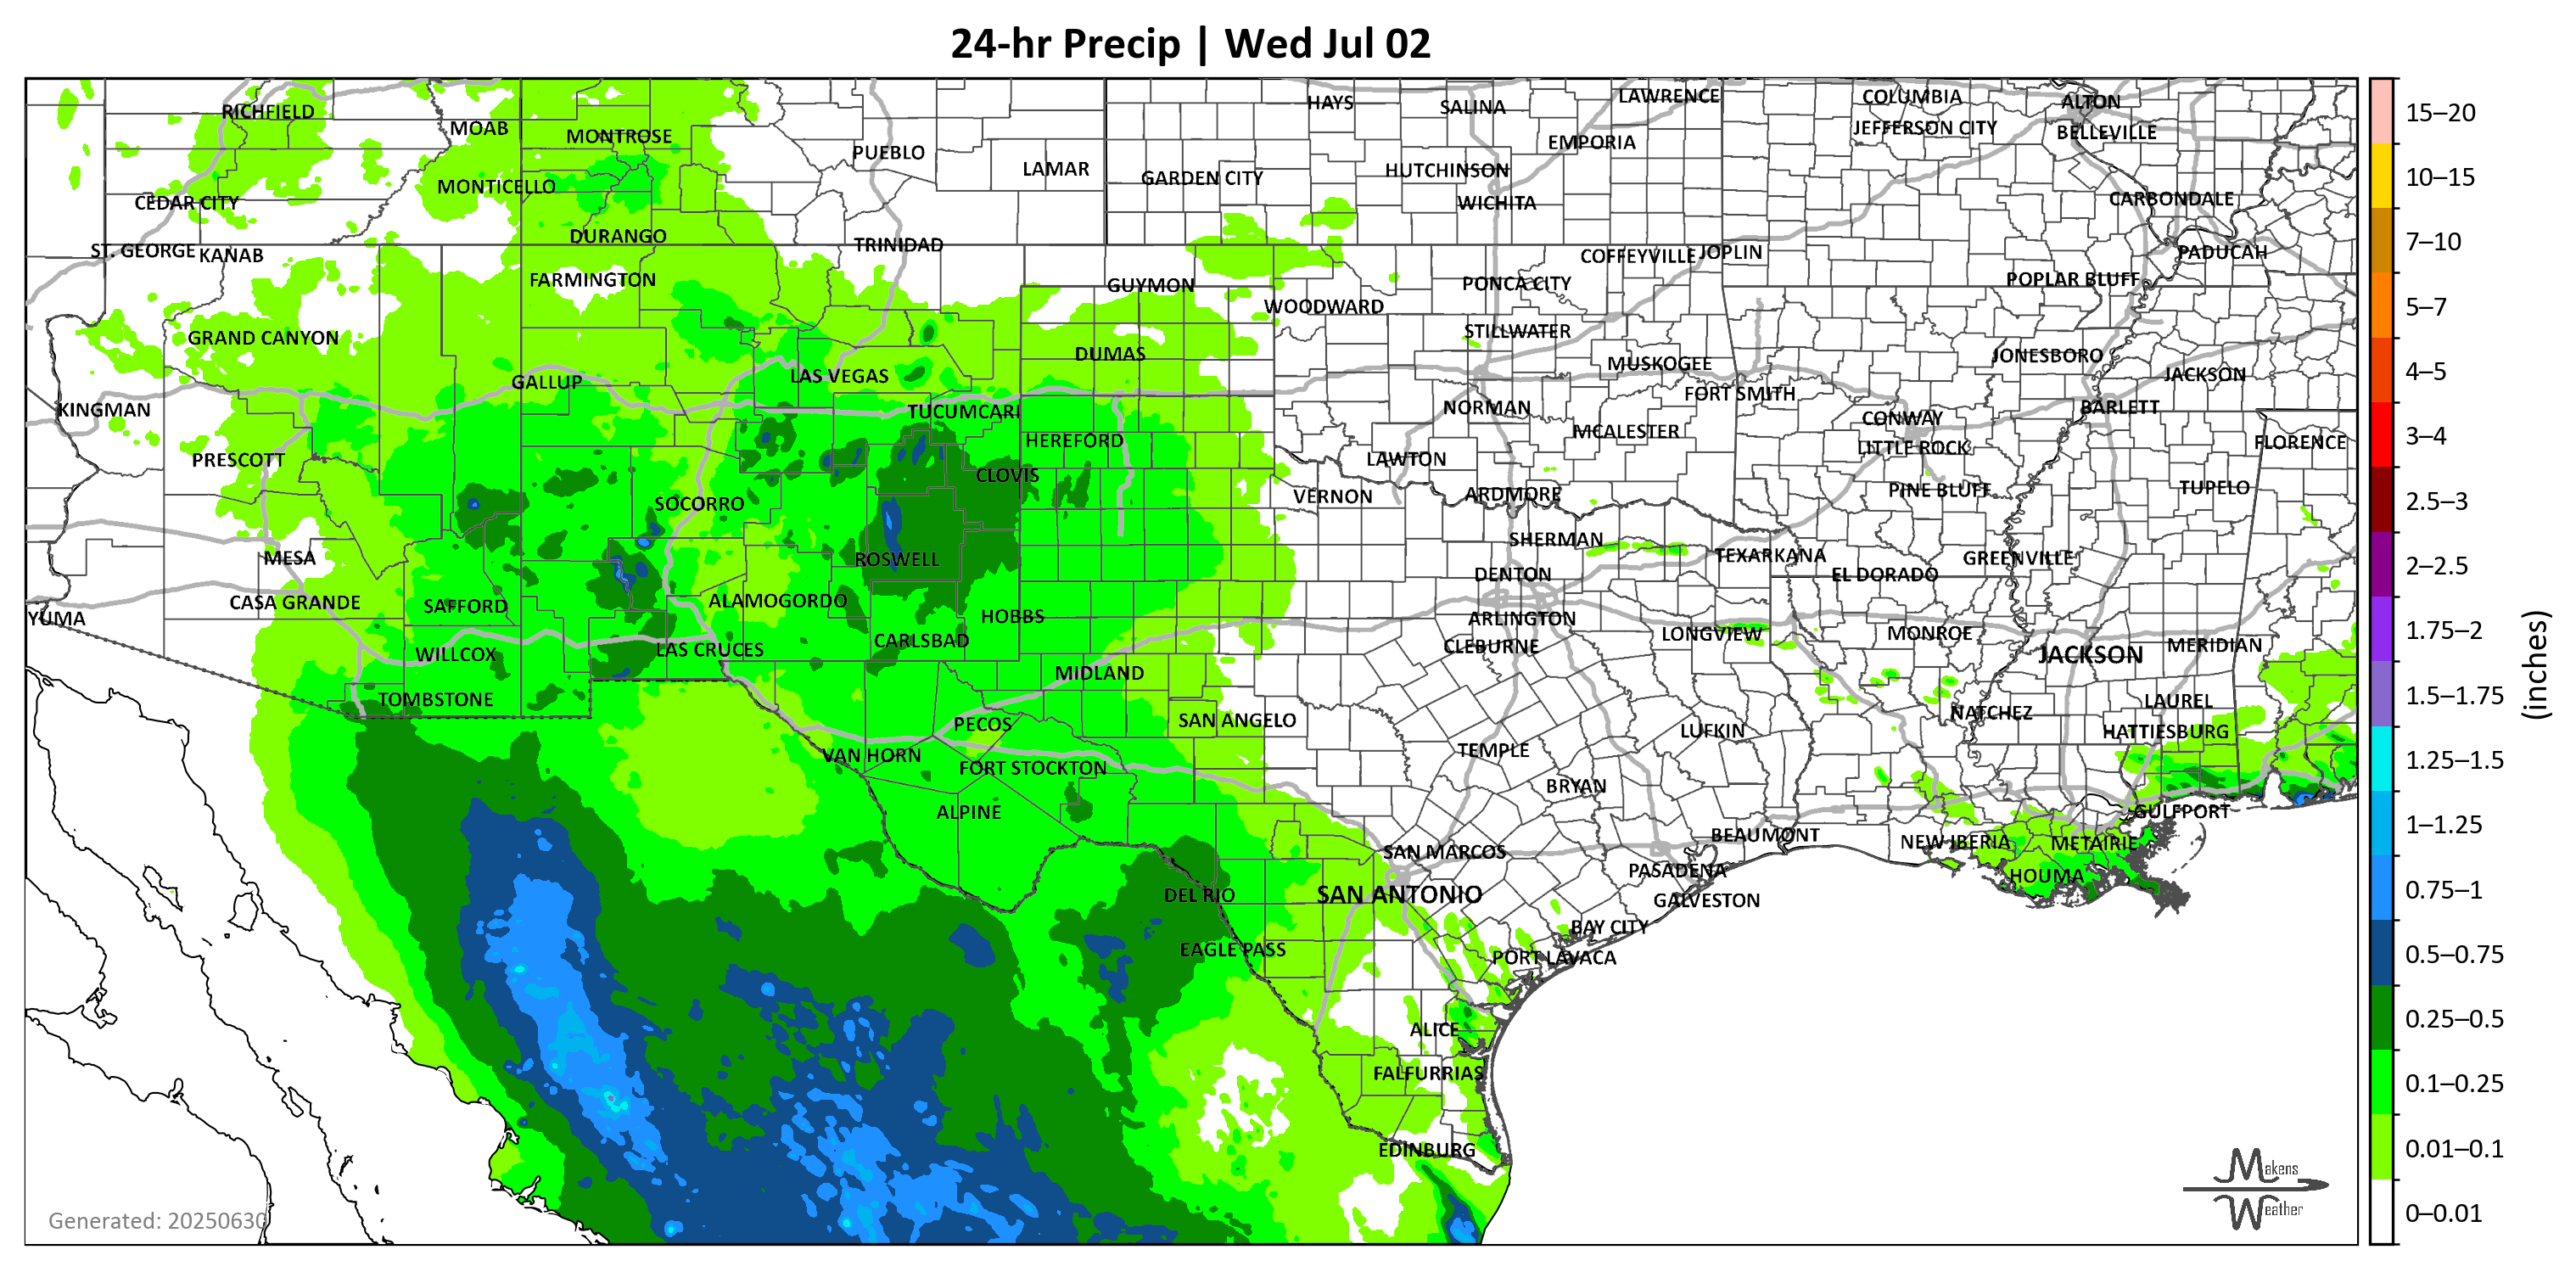 24-hr Precip | Wed Jul 02
RICHFIELD
MOAB
MONTROSE
PUEBLO
LAMAR
HAYS
SALINA
LAWRENCE
COLUMBIA
ALTON
JEFFERSON CITY
BELLEVILLE
EMPORIA
HUTCHINSON
GARDEN CITY
MONTICELLO
CEDAR CITY
WICHITA
CARBONDALE
DURANGO
TRINIDAD
ST. GEORGE
KANAB
COFFEYVILLE
JOPLIN
PADUCAH
FARMINGTON
GUYMON
PONCA CITY
POPLAR BLUFF
WOODWARD
STILLWATER
GRAND CANYON
DUMAS
MUSKOGEE
JONESBORO
GALLUP
LAS VEGAS
JACKSON
FORT SMITH
KINGMAN
TUCUMCARI
NORMAN
BARLETT
CONWAY
HEREFORD
MCALESTER
LITTLE ROCK
FLORENCE
PRESCOTT
LAWTON
CLOVIS
SOCORRO
VERNON
ARDMORE
PINE BLUFF
TUPELO
MESA
ROSWELL
SHERMAN
TEXARKANA
GREENVILLE
DENTON
EL DORADO
CASA GRANDE
SAFFORD
ALAMOGORDO
HOBBS
YUMA
ARLINGTON
CARLSBAD
LONGVIEW
MONROE
WILLCOX
LAS CRUCES
CLEBURNE
JACKSON
MERIDIAN
MIDLAND
TOMBSTONE
PECOS
SAN ANGELO
LUFKIN
NATCHEZ
LAUREL
HATTIESBURG
VAN HORN
FORT STOCKTON
TEMPLE
BRYAN
ALPINE
GULFPORT
BEAUMONT
NEW IBERIA
METAIRIE
SAN MARCOS
PASADENA
HOUMA
DEL RIO
SAN ANTONIO
GALVESTON
BAY CITY
EAGLE PASS
PORT LAVACA
ALICE
FALFURRIAS
EDINBURG
Generated: 20250630
Makens
Weather
15–20
10–15
7–10
5–7
4–5
3–4
2.5–3
2–2.5
1.75–2
1.5–1.75
1.25–1.5
1–1.25
0.75–1
0.5–0.75
0.25–0.5
0.1–0.25
0.01–0.1
0–0.01
(inches)